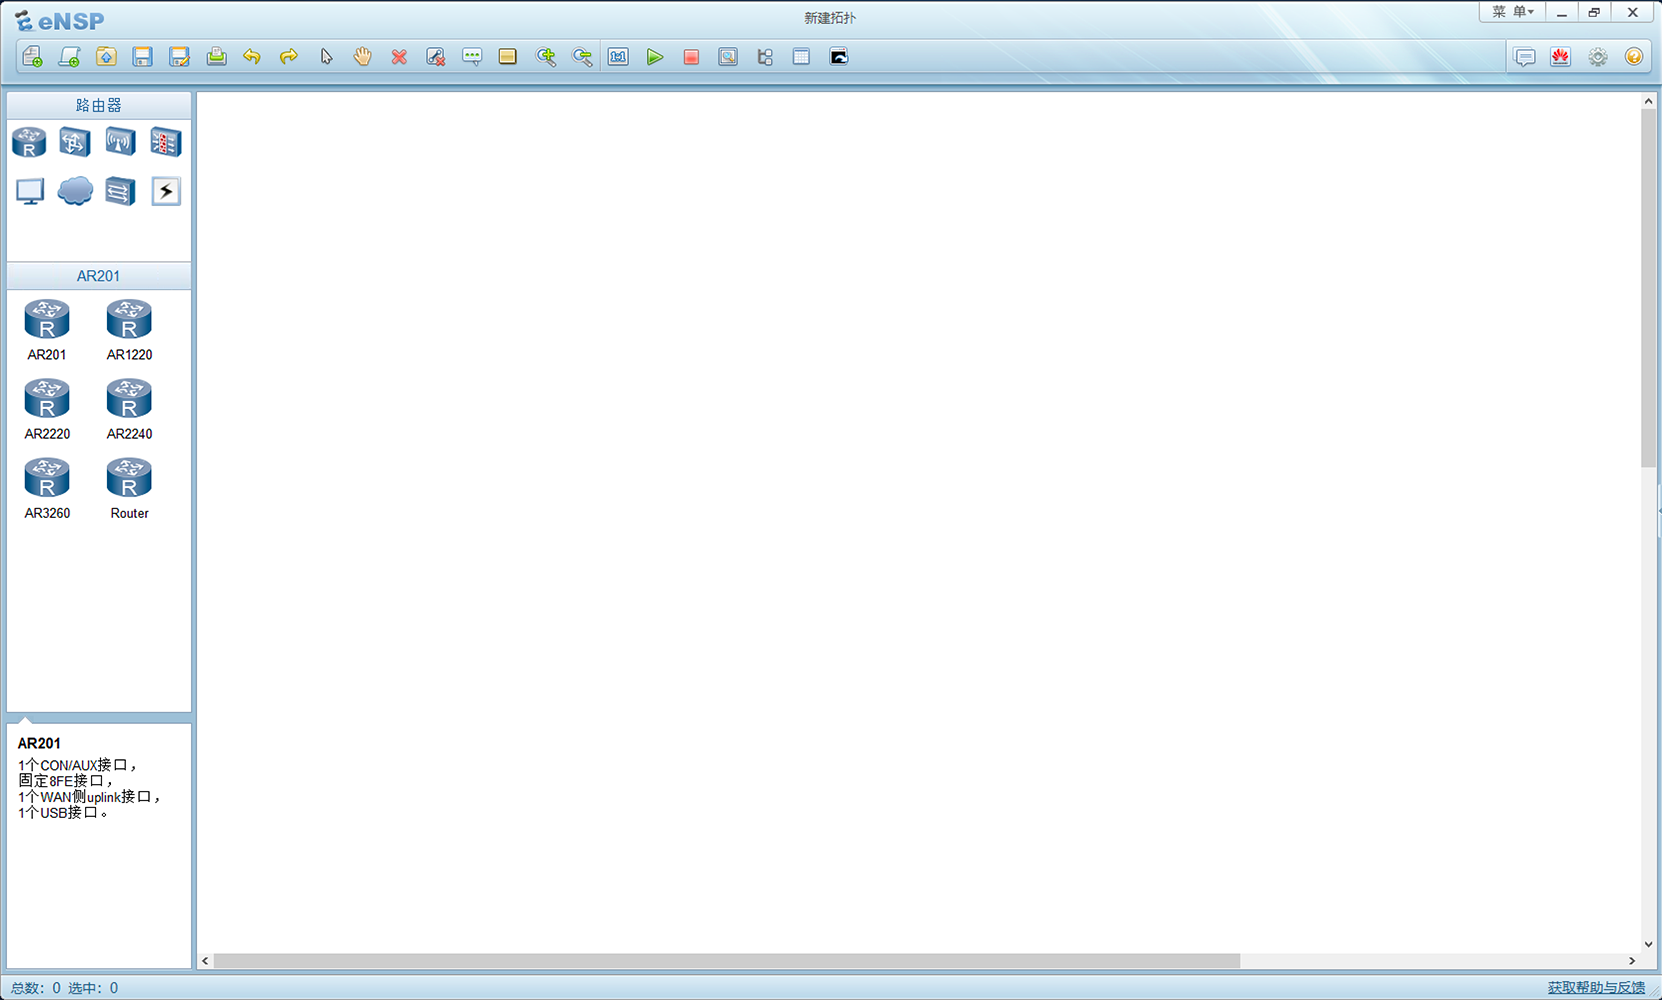 eNSP
新建拓扑
菜 单
路由器
AR201
AR201
AR1220
AR2220
AR2240
AR3260
Router
AR201
1个CON/AUX接口，
固定8FE接口，
1个WAN侧uplink接口，
1个USB接口。
总数：0 选中：0
获取帮助与反馈